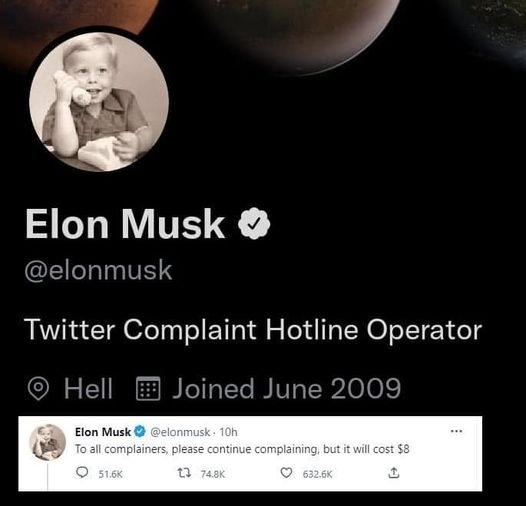 Elon Musk
@elonmusk
Twitter Complaint Hotline Operator
Hell Joined June 2009
Elon Musk @elonmusk · 10h ...
To all complainers, please continue complaining, but it will cost $8
51.6K 74.8K 632.6K